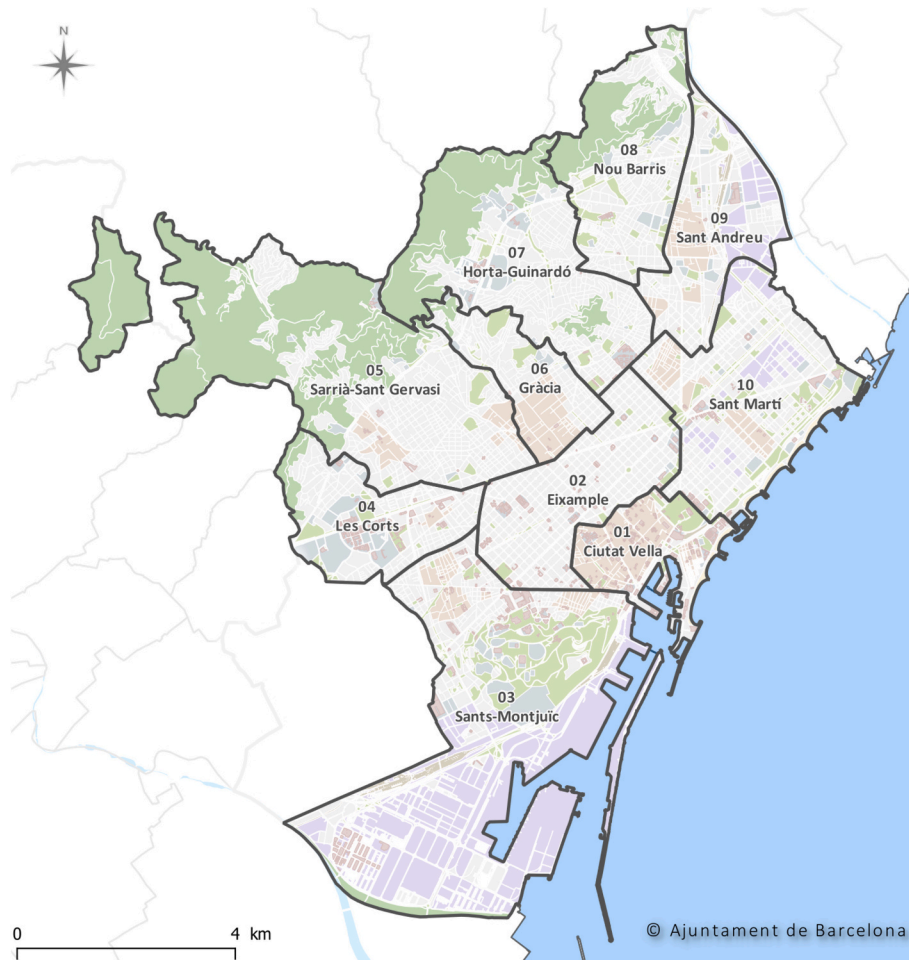 N
08
Nou Barris
09
Sant Andreu
07
Horta-Guinardó
06
Gràcia
05
Sarrià-Sant Gervasi
10
Sant Martí
02
Eixample
04
Les Corts
01
Ciutat Vella
03
Sants-Montjuïc
0 4 km
© Ajuntament de Barcelona